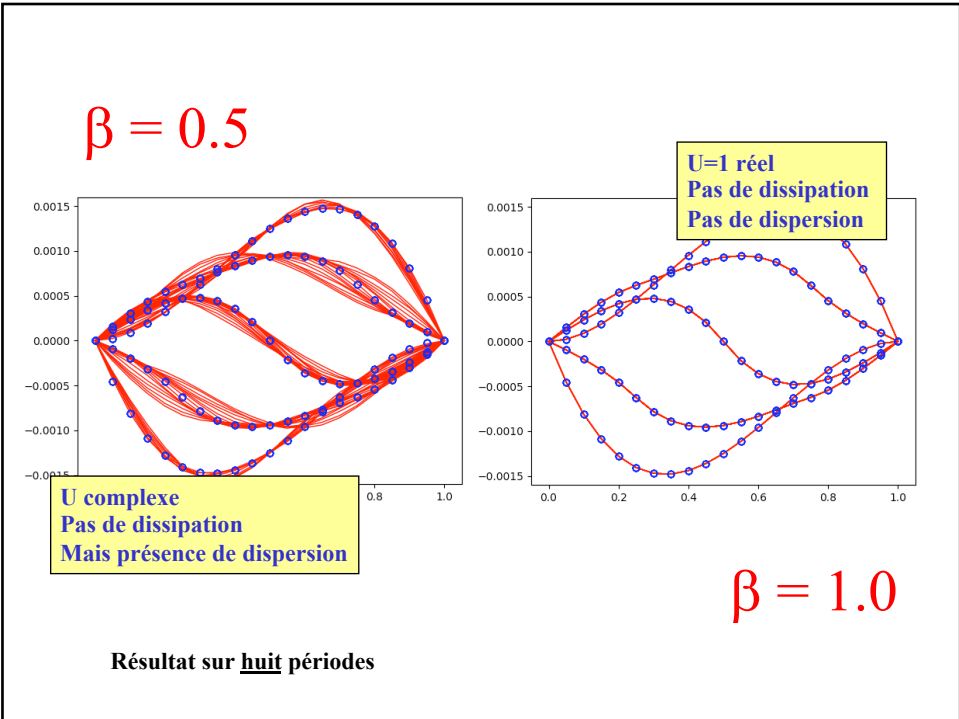 β = 0.5
U=1 réel
Pas de dissipation
Pas de dispersion
0.0015
0.0010
0.0005
0.0000
−0.0005
−0.0010
−0.0015
0.8
1.0
0.0015
0.0010
0.0005
0.0000
−0.0005
−0.0010
−0.0015
0.0
0.2
0.4
0.6
0.8
1.0
U complexe
Pas de dissipation
Mais présence de dispersion
β = 1.0
Résultat sur huit périodes